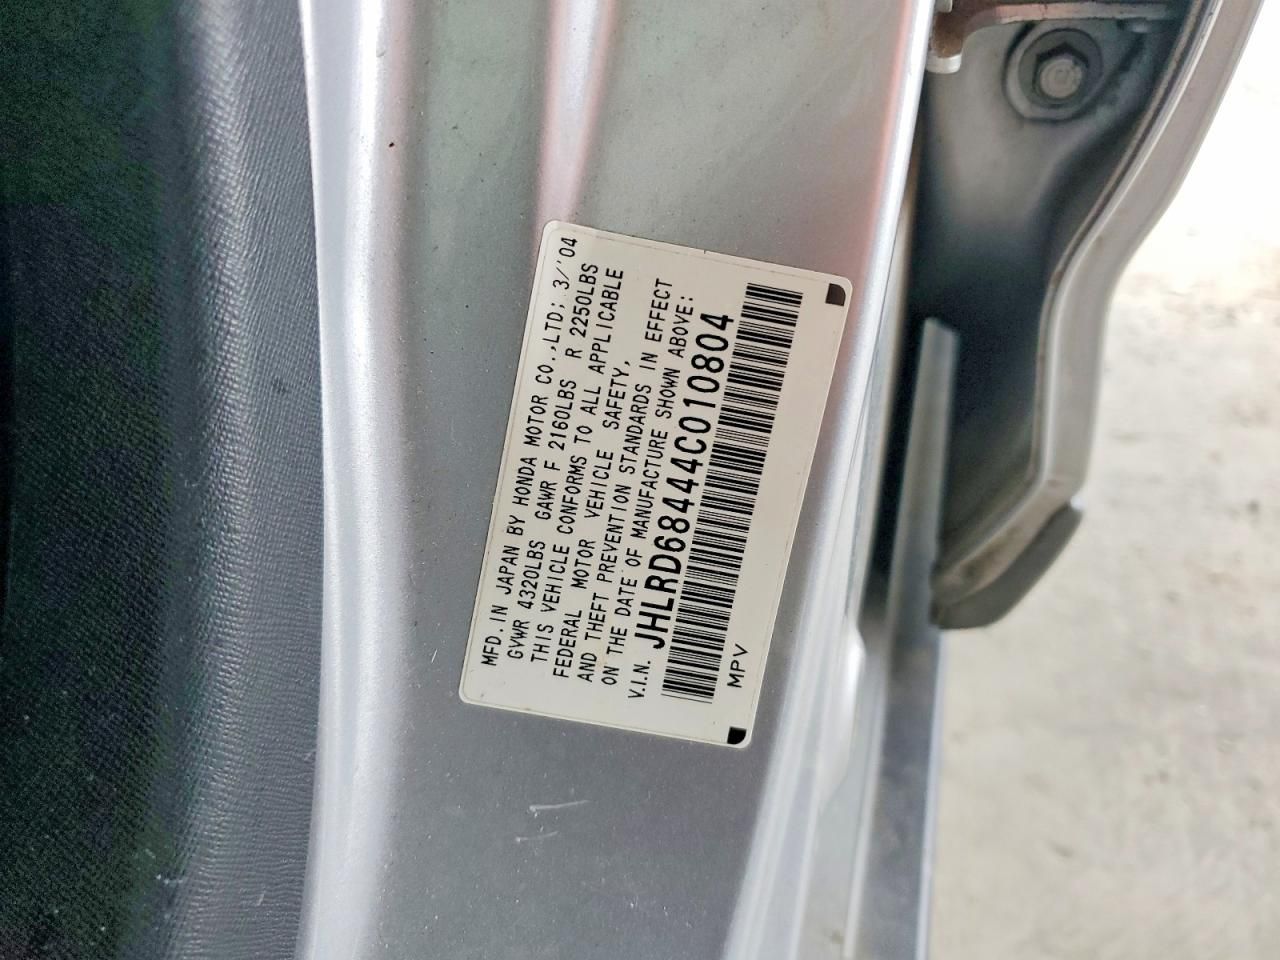 MFD. IN JAPAN BY HONDA MOTOR CO.,LTD; 3/'04
GVWR 4320LBS GAWR F 2160LBS R 2250LBS
THIS VEHICLE CONFORMS TO ALL APPLICABLE
FEDERAL MOTOR VEHICLE SAFETY,
AND THEFT PREVENTION STANDARDS IN EFFECT
ON THE DATE OF MANUFACTURE SHOWN ABOVE:
V.I.N. JHLRD68444C010804
MPV